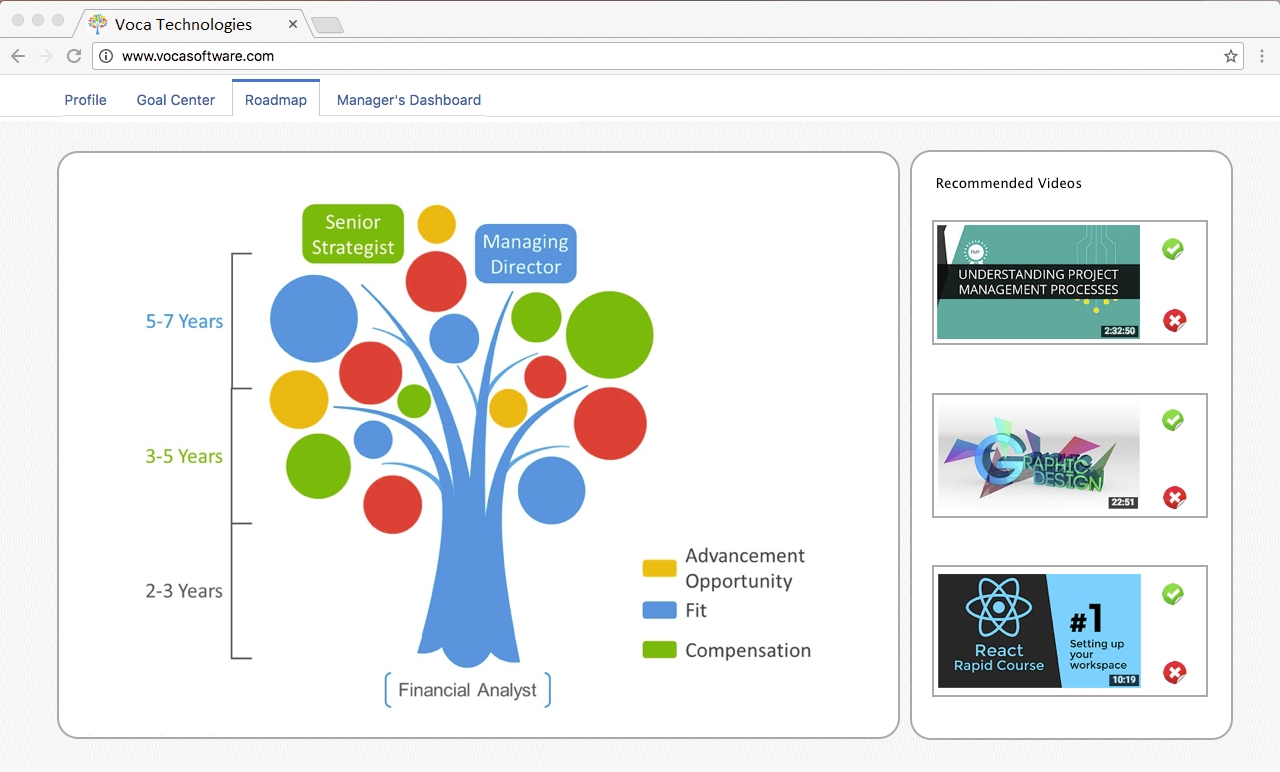 Voca Technologies
www.vocasoftware.com
Profile
Goal Center
Roadmap
Manager's Dashboard
Senior
Strategist
Managing
Director
5-7 Years
3-5 Years
2-3 Years
Advancement
Opportunity
Fit
Compensation
Financial Analyst
Recommended Videos
PMP
UNDERSTANDING PROJECT
MANAGEMENT PROCESSES
2:32:50
GRAPHIC
DESIGN
22:51
React
Rapid Course
#1
Setting up
your
workspace
10:19